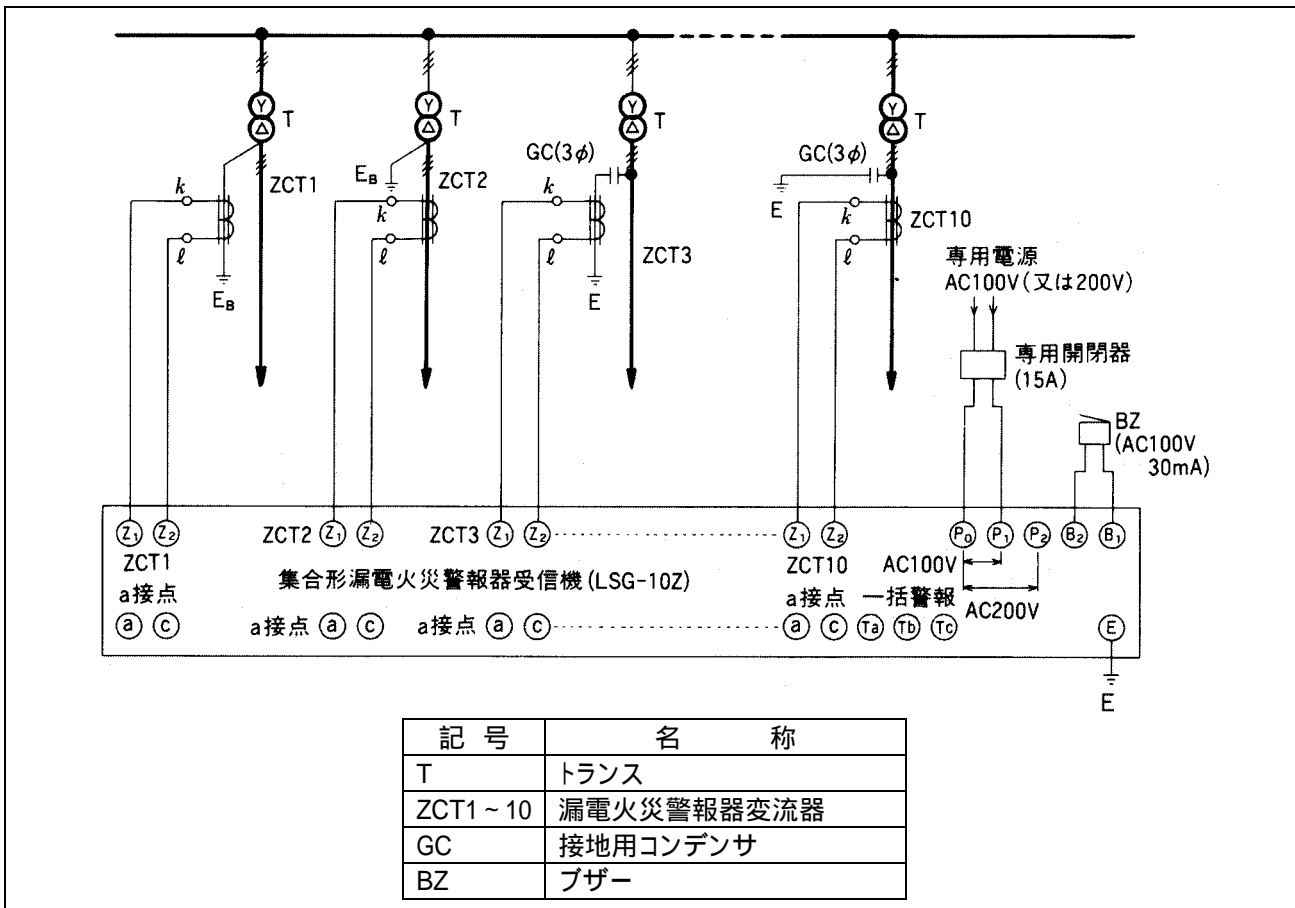 Y Y Y Y
△ T △ T △ T △ T
GC(3φ) GC(3φ)
E_B
ZCT1 ZCT2
k k k E k
ZCT10
ℓ ℓ ℓ ℓ
ZCT3
専用電源
AC100V(又は200V)
E_B E
専用開閉器
(15A)
BZ
(AC100V
30mA)
Z₁ Z₂ ZCT2 Z₁ Z₂ ZCT3 Z₁ Z₂ Z₁ Z₂ P₀ P₁ P₂ B₂ B₁
ZCT1 ZCT10 AC100V
集合形漏電火災警報器受信機(LSG-10Z)
a接点 a接点 一括警報 AC200V
a c a接点 a c a接点 a c a c Ta Tb Tc E
E
記 号 名 称
T トランス
ZCT1~10 漏電火災警報器変流器
GC 接地用コンデンサ
BZ ブザー